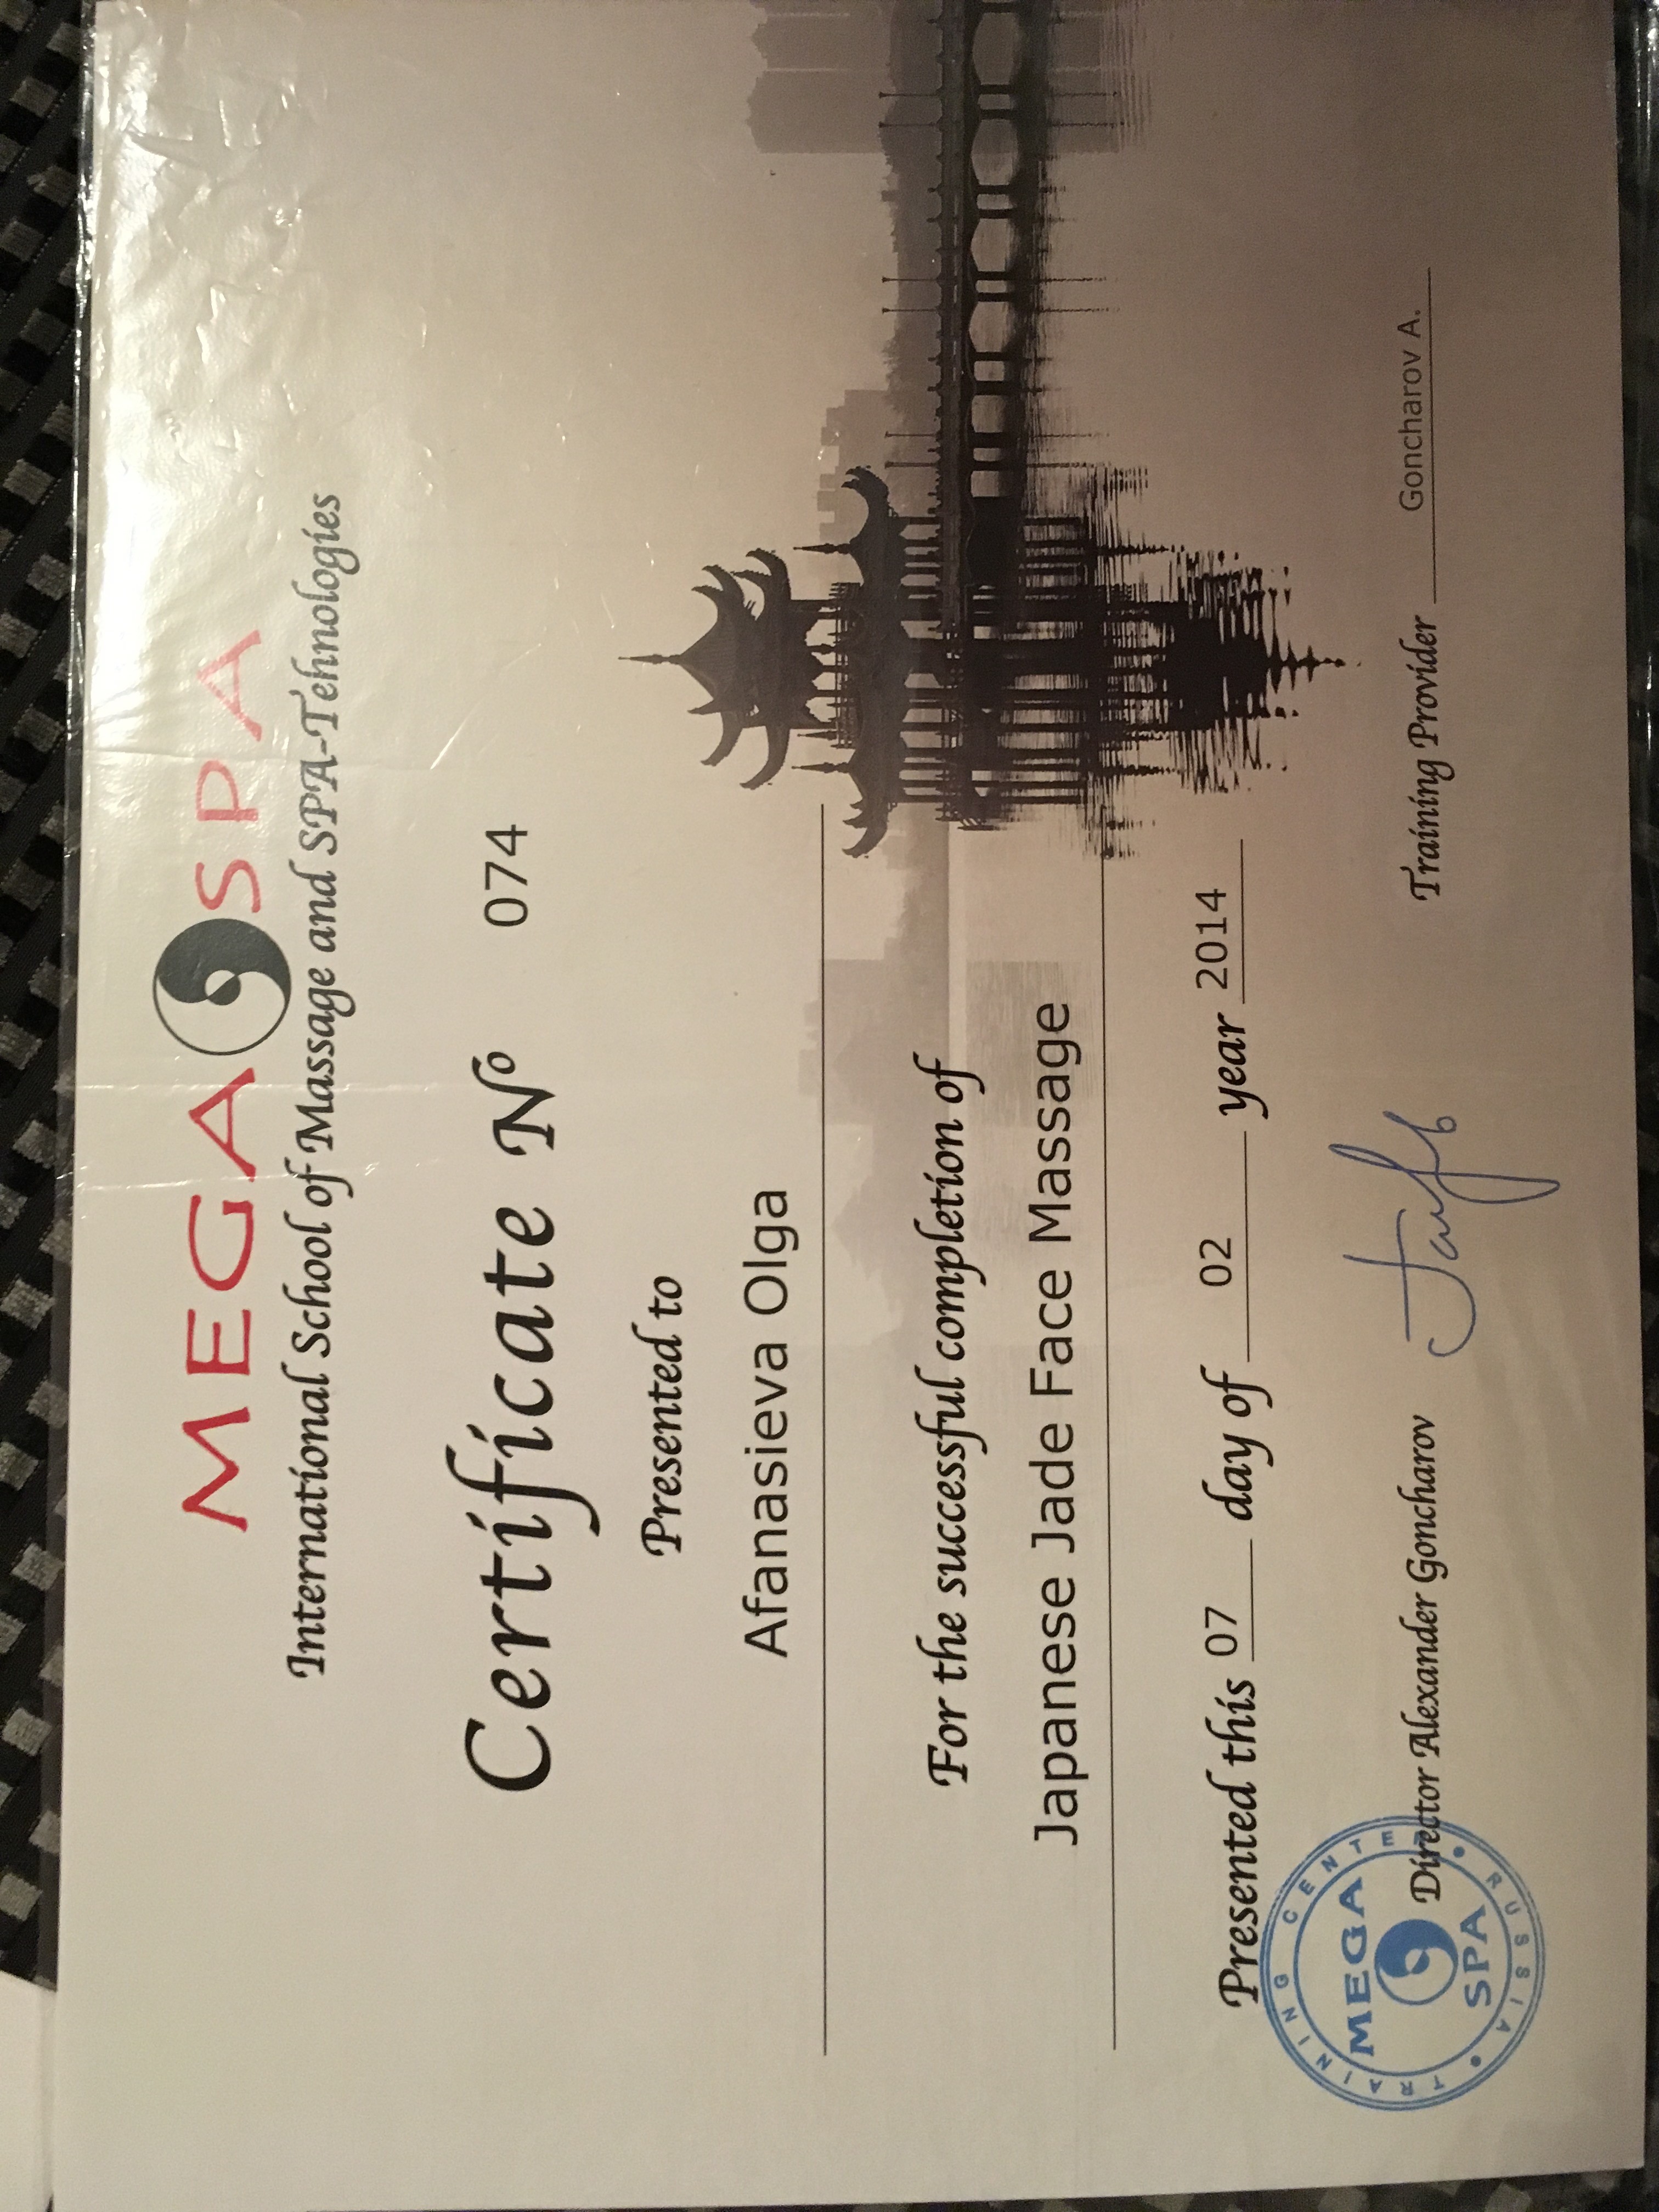 MEGA SPA
International School of Massage and SPA-Tehnologies
Certificate № 074
Presented to
Afanasieva Olga
For the successful completion of
Japanese Jade Face Massage
Presented this 07 day of 02 year 2014
Director Alexander Goncharov
Training Provider Goncharov A.
TRAINING CENTER • RUSSIA •
MEGA
SPA